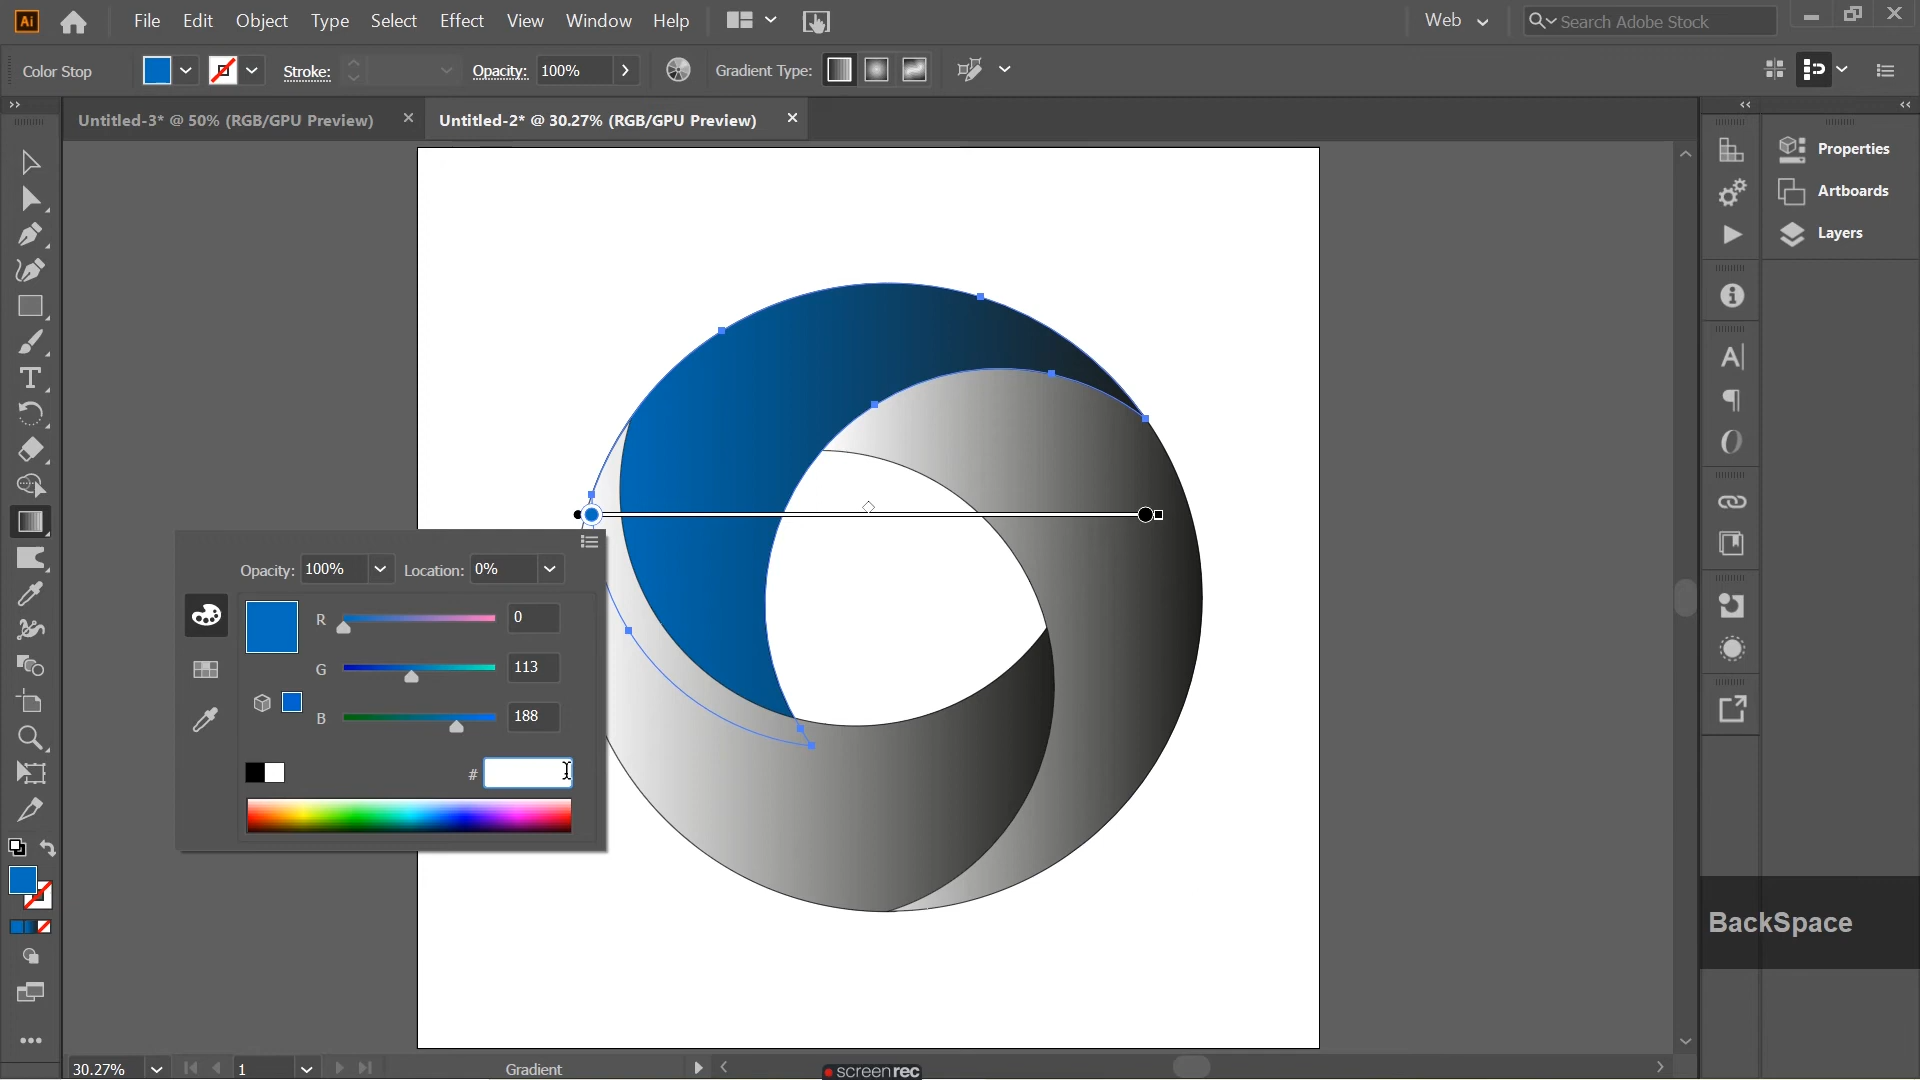 Ai File Edit Object Type Select Effect View Window Help Web Search Adobe Stock
Color Stop Stroke: Opacity: 100% Gradient Type:
Untitled-3* @ 50% (RGB/GPU Preview) Untitled-2* @ 30.27% (RGB/GPU Preview)
Properties
Artboards
Layers
Opacity: 100% Location: 0%
R 0
G 113
B 188
#
BackSpace
30.27% 1 Gradient
screenrec